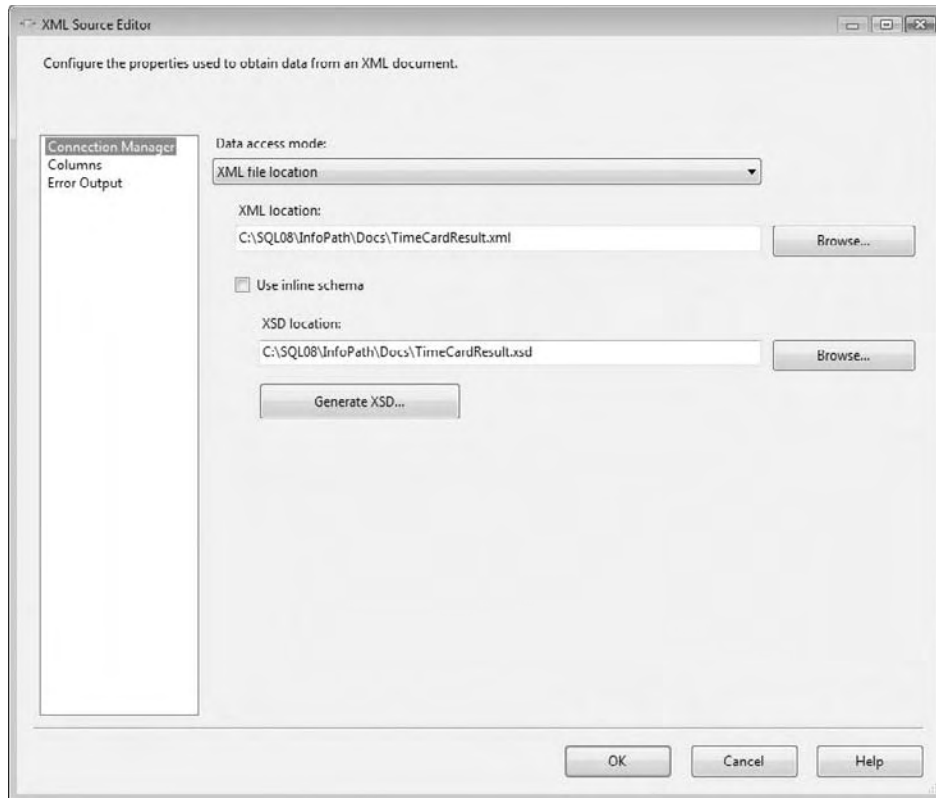 XML Source Editor
Configure the properties used to obtain data from an XML document.
Connection Manager
Columns
Error Output
Data access mode:
XML file location
XML location:
C:\SQL08\InfoPath\Docs\TimeCardResult.xml
Browse...
Use inline schema
XSD location:
C:\SQL08\InfoPath\Docs\TimeCardResult.xsd
Browse...
Generate XSD...
OK
Cancel
Help